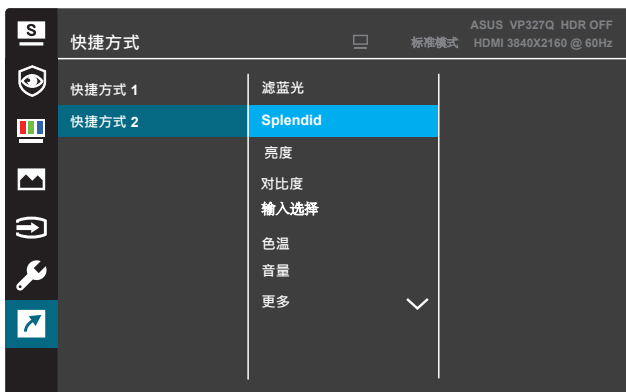 S
快捷方式
标准模式
ASUS VP327Q HDR OFF
HDMI 3840X2160 @ 60Hz
快捷方式 1
快捷方式 2
滤蓝光
Splendid
亮度
对比度
输入选择
色温
音量
更多